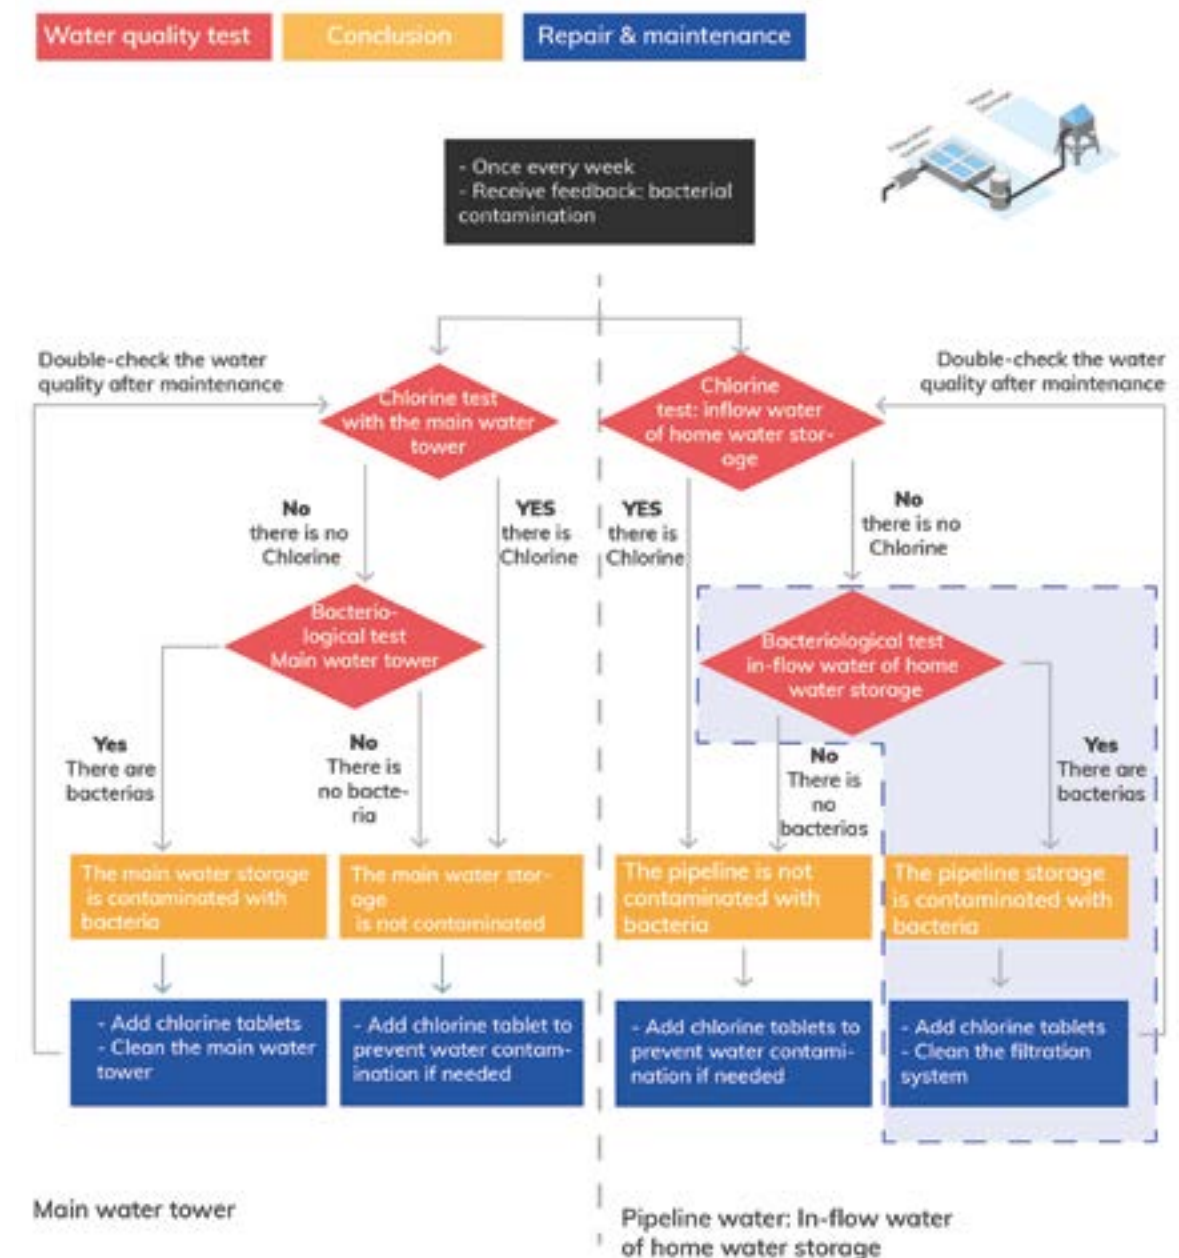 Water quality test
Conclusion
Repair & maintenance
- Once every week
- Receive feedback: bacterial
contamination
Double-check the water
quality after maintenance
Double-check the water
quality after maintenance
Chlorine test
with the main water
tower
Chlorine
test: inflow water
of home water stor-
age
No
there is no
Chlorine
YES
there is
Chlorine
YES
there is
Chlorine
No
there is no
Chlorine
Bacterio-
logical test
Main water tower
Bacteriological test
in-flow water of home
water storage
Yes
There are
bacterias
No
There is
no bacte-
ria
No
There is
no
bacterias
Yes
There are
bacterias
The main water storage
is contaminated with
bacteria
The main water stor-
age
is not contaminated
The pipeline is not
contaminated with
bacteria
The pipeline storage
is contaminated with
bacteria
- Add chlorine tablets
- Clean the main water
tower
- Add chlorine tablet to
prevent water contam-
ination if needed
- Add chlorine tablets to
prevent water contami-
nation if needed
- Add chlorine tablets
- Clean the filtration
system
Main water tower
Pipeline water: In-flow water
of home water storage